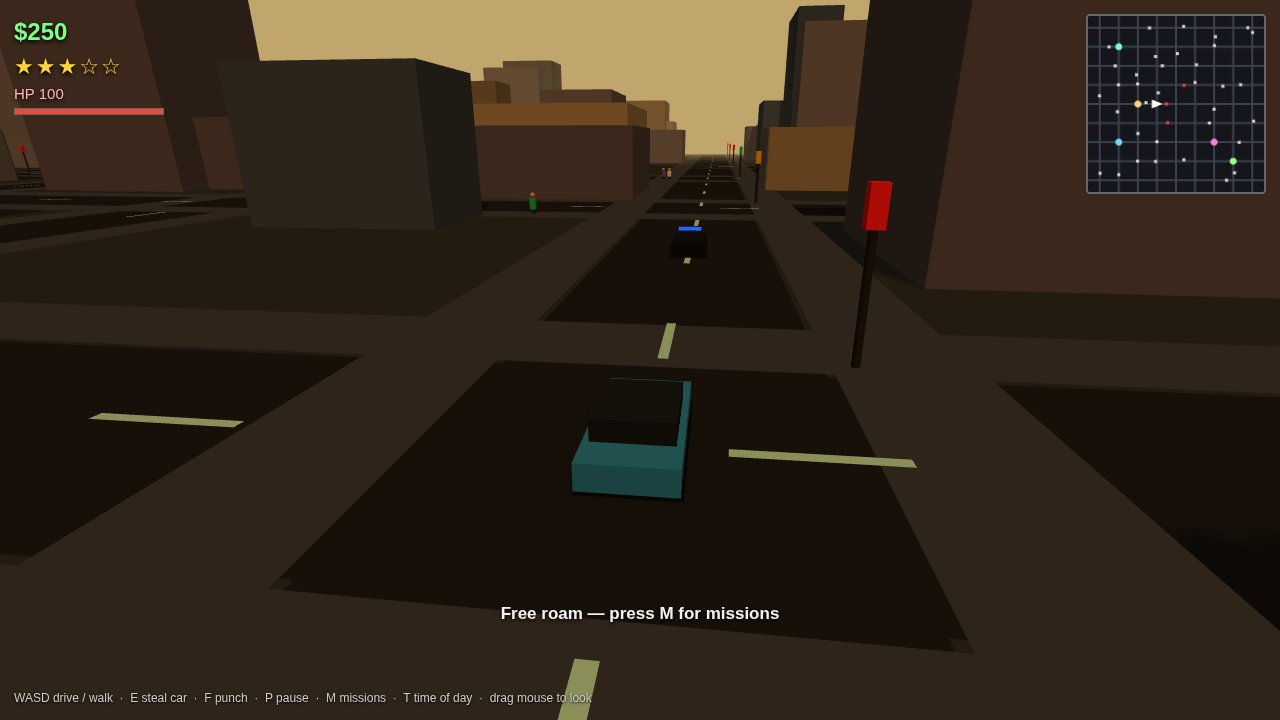 $250
★★★☆☆
HP 100
Free roam — press M for missions
WASD drive / walk · E steal car · F punch · P pause · M missions · T time of day · drag mouse to look